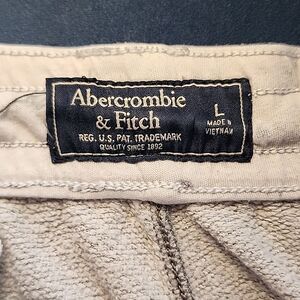 Abercrombie
& Fitch
REG. U.S. PAT. TRADEMARK
QUALITY SINCE 1892
L
MADE IN
VIETNAM